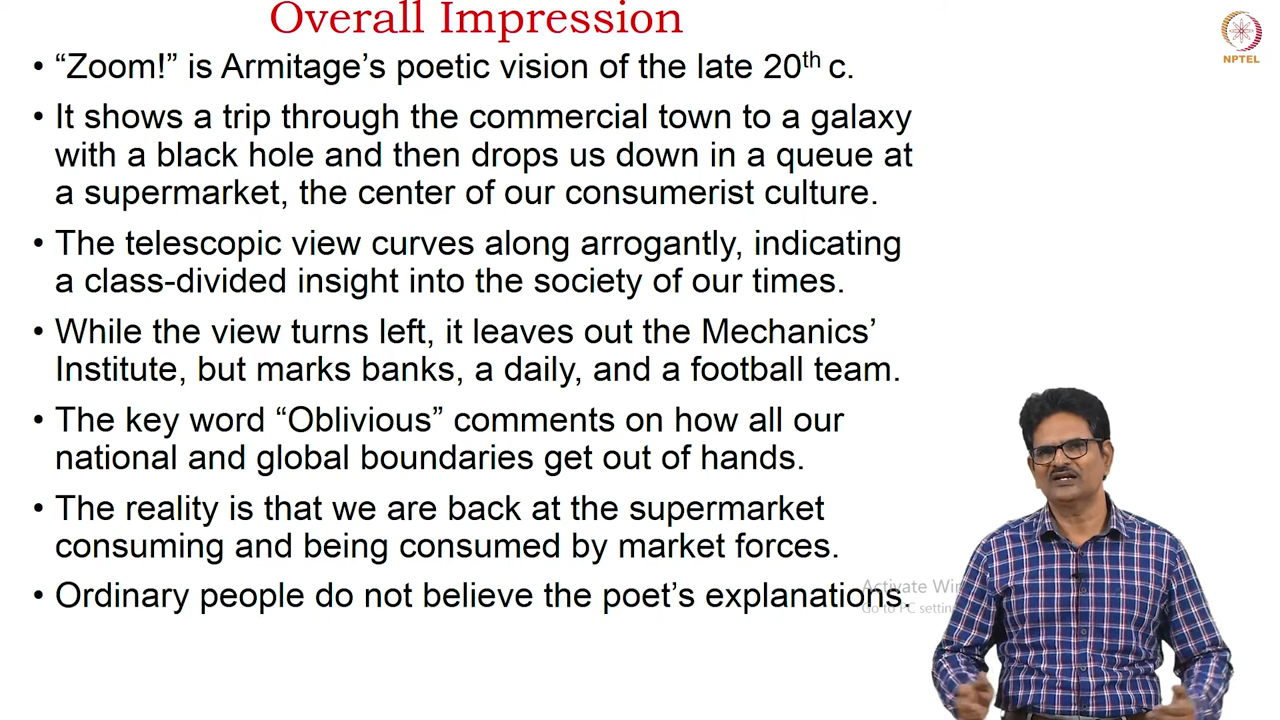 Overall Impression
NPTEL
• “Zoom!” is Armitage’s poetic vision of the late 20th c.
• It shows a trip through the commercial town to a galaxy
with a black hole and then drops us down in a queue at
a supermarket, the center of our consumerist culture.
• The telescopic view curves along arrogantly, indicating
a class-divided insight into the society of our times.
• While the view turns left, it leaves out the Mechanics’
Institute, but marks banks, a daily, and a football team.
• The key word “Oblivious” comments on how all our
national and global boundaries get out of hands.
• The reality is that we are back at the supermarket
consuming and being consumed by market forces.
• Ordinary people do not believe the poet’s explanations.
Activate Win
Go to PC settin